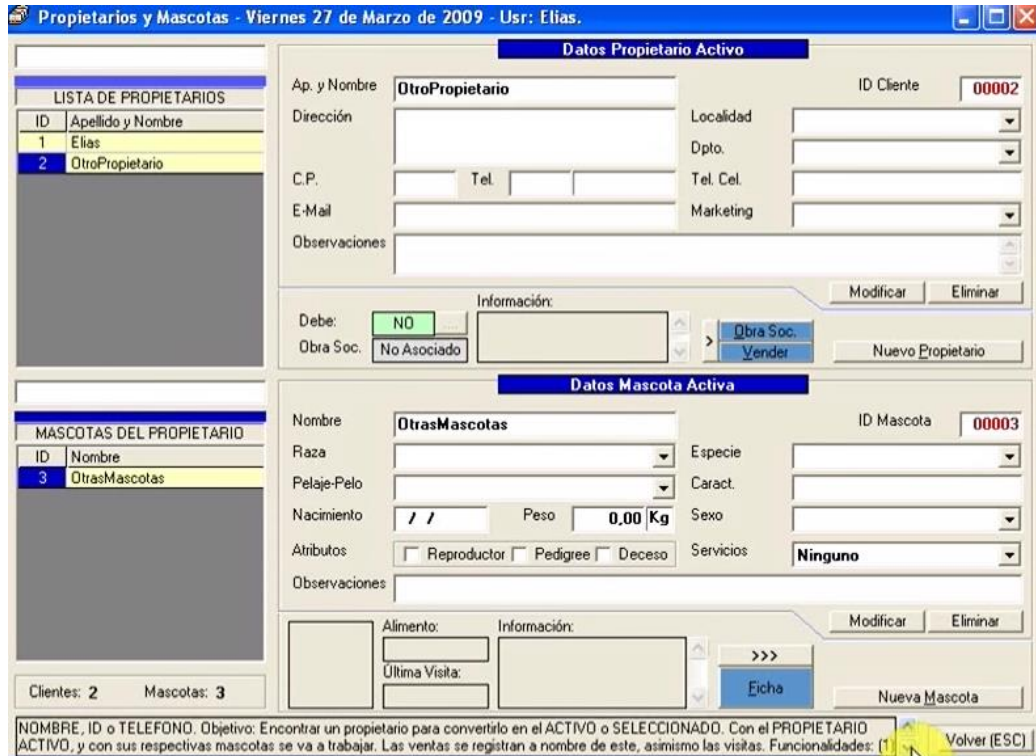 Propietarios y Mascotas - Viernes 27 de Marzo de 2009 - Usr: Elias.
LISTA DE PROPIETARIOS
ID Apellido y Nombre
1 Elias
2 OtroPropietario
Datos Propietario Activo
Ap. y Nombre OtroPropietario ID Cliente 00002
Dirección Localidad
Dpto.
C.P. Tel. Tel. Cel.
E-Mail Marketing
Observaciones
Modificar Eliminar
Información:
Debe: NO ...
Obra Soc. No Asociado
> Obra Soc.
Vender
Nuevo Propietario
MASCOTAS DEL PROPIETARIO
ID Nombre
3 OtrasMascotas
Datos Mascota Activa
Nombre OtrasMascotas ID Mascota 00003
Raza Especie
Pelaje-Pelo Caract.
Nacimiento / / Peso 0,00 Kg Sexo
Atributos Reproductor Pedigree Deceso Servicios Ninguno
Observaciones
Modificar Eliminar
Alimento: Información:
Última Visita:
>>>
Ficha
Nueva Mascota
Clientes: 2 Mascotas: 3
NOMBRE, ID o TELEFONO. Objetivo: Encontrar un propietario para convertirlo en el ACTIVO o SELECCIONADO. Con el PROPIETARIO
ACTIVO, y con sus respectivas mascotas se va a trabajar. Las ventas se registran a nombre de este, asimismo las visitas. Funcionalidades: (1)
Volver (ESC)